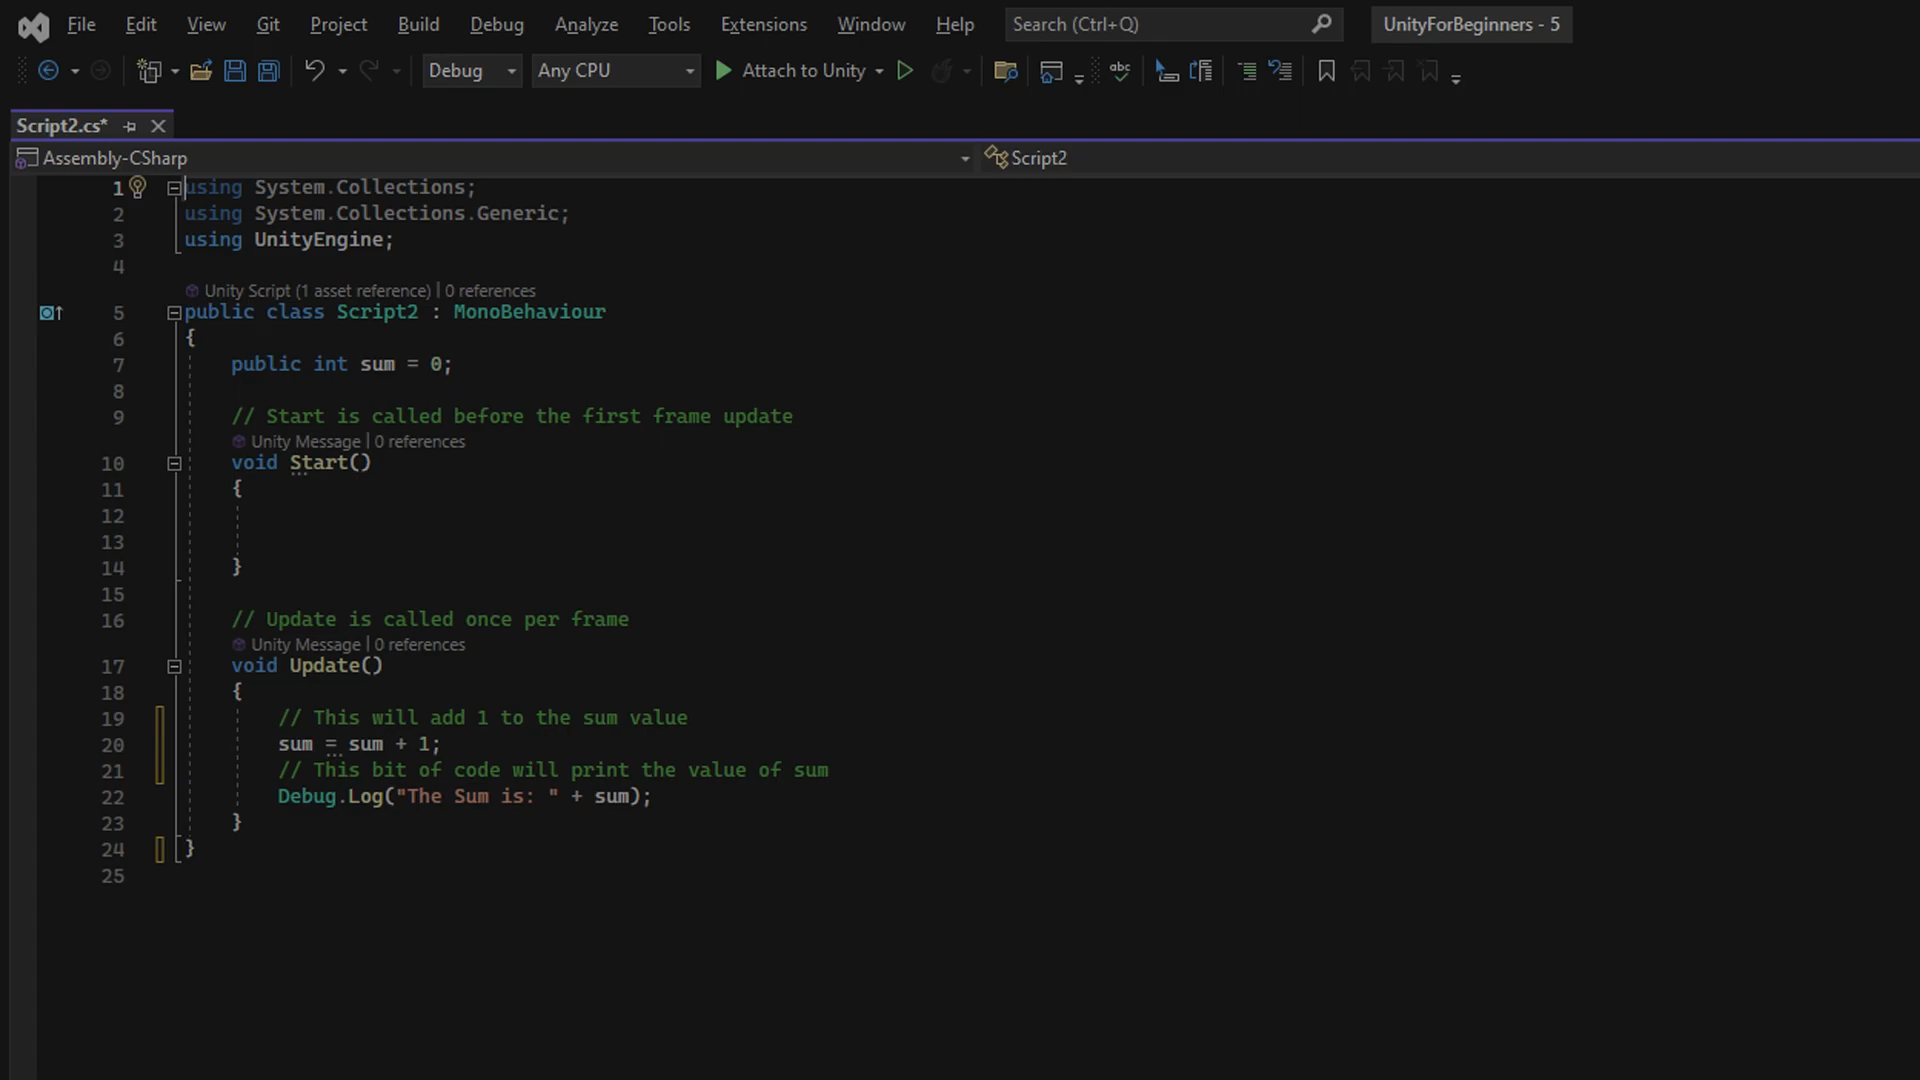 File Edit View Git Project Build Debug Analyze Tools Extensions Window Help Search (Ctrl+Q) UnityForBeginners - 5
Debug Any CPU Attach to Unity abc
Script2.cs*
Assembly-CSharp Script2
1 using System.Collections;
2 using System.Collections.Generic;
3 using UnityEngine;
4
Unity Script (1 asset reference) | 0 references
5 public class Script2 : MonoBehaviour
6 {
7 public int sum = 0;
8
9 // Start is called before the first frame update
Unity Message | 0 references
10 void Start()
11 {
12
13
14 }
15
16 // Update is called once per frame
Unity Message | 0 references
17 void Update()
18 {
19 // This will add 1 to the sum value
20 sum = sum + 1;
21 // This bit of code will print the value of sum
22 Debug.Log("The Sum is: " + sum);
23 }
24 }
25